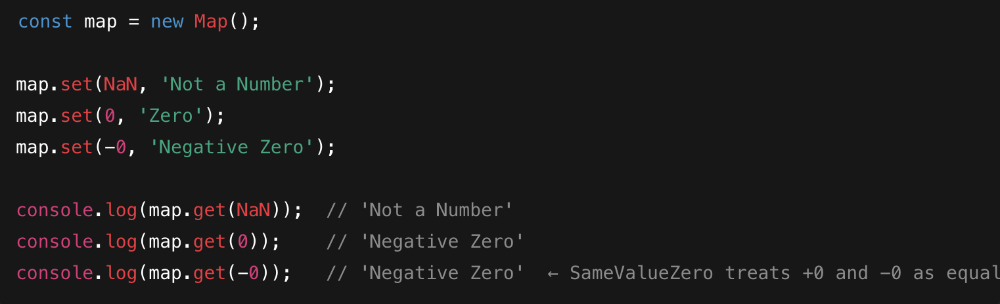 const map = new Map();
map.set(NaN, 'Not a Number');
map.set(0, 'Zero');
map.set(-0, 'Negative Zero');
console.log(map.get(NaN));  // 'Not a Number'
console.log(map.get(0));    // 'Negative Zero'
console.log(map.get(-0));   // 'Negative Zero'  ← SameValueZero treats +0 and -0 as equal